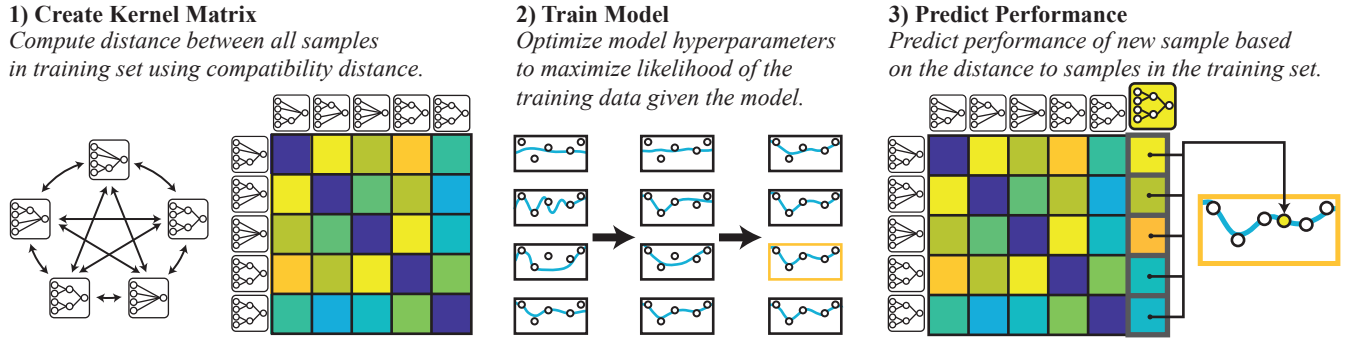 1) Create Kernel Matrix
Compute distance between all samples
in training set using compatibility distance.
2) Train Model
Optimize model hyperparameters
to maximize likelihood of the
training data given the model.
3) Predict Performance
Predict performance of new sample based
on the distance to samples in the training set.